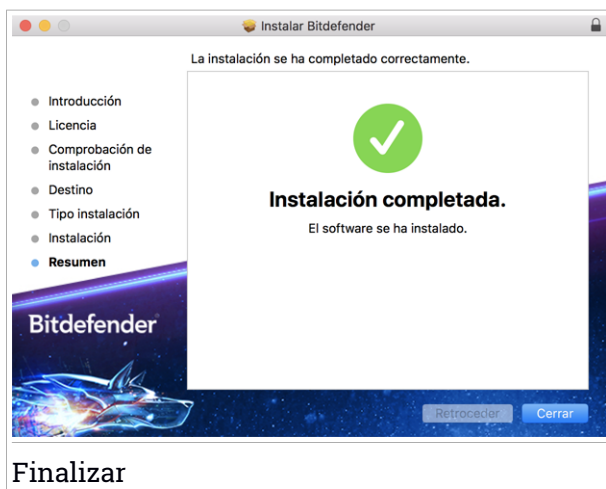 Instalar Bitdefender
La instalación se ha completado correctamente.
Introducción
Licencia
Comprobación de
instalación
Destino
Tipo instalación
Instalación
Resumen
Bitdefender
Instalación completada.
El software se ha instalado.
Retroceder
Cerrar
Finalizar